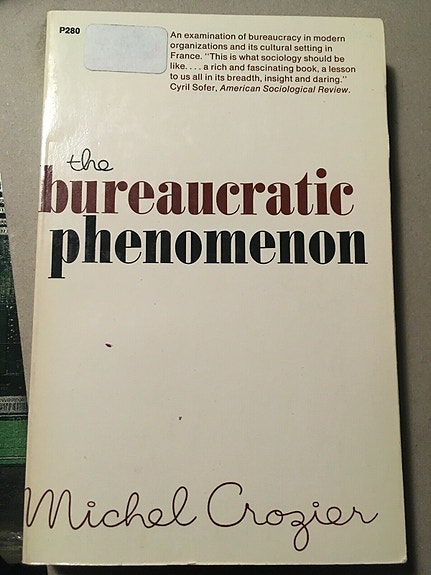 P280
An examination of bureaucracy in modern
organizations and its cultural setting in
France. "This is what sociology should be
like. . . . a rich and fascinating book, a lesson
to us all in its breadth, insight and daring."
Cyril Sofer, American Sociological Review.
the
bureaucratic
phenomenon
Michel Crozier